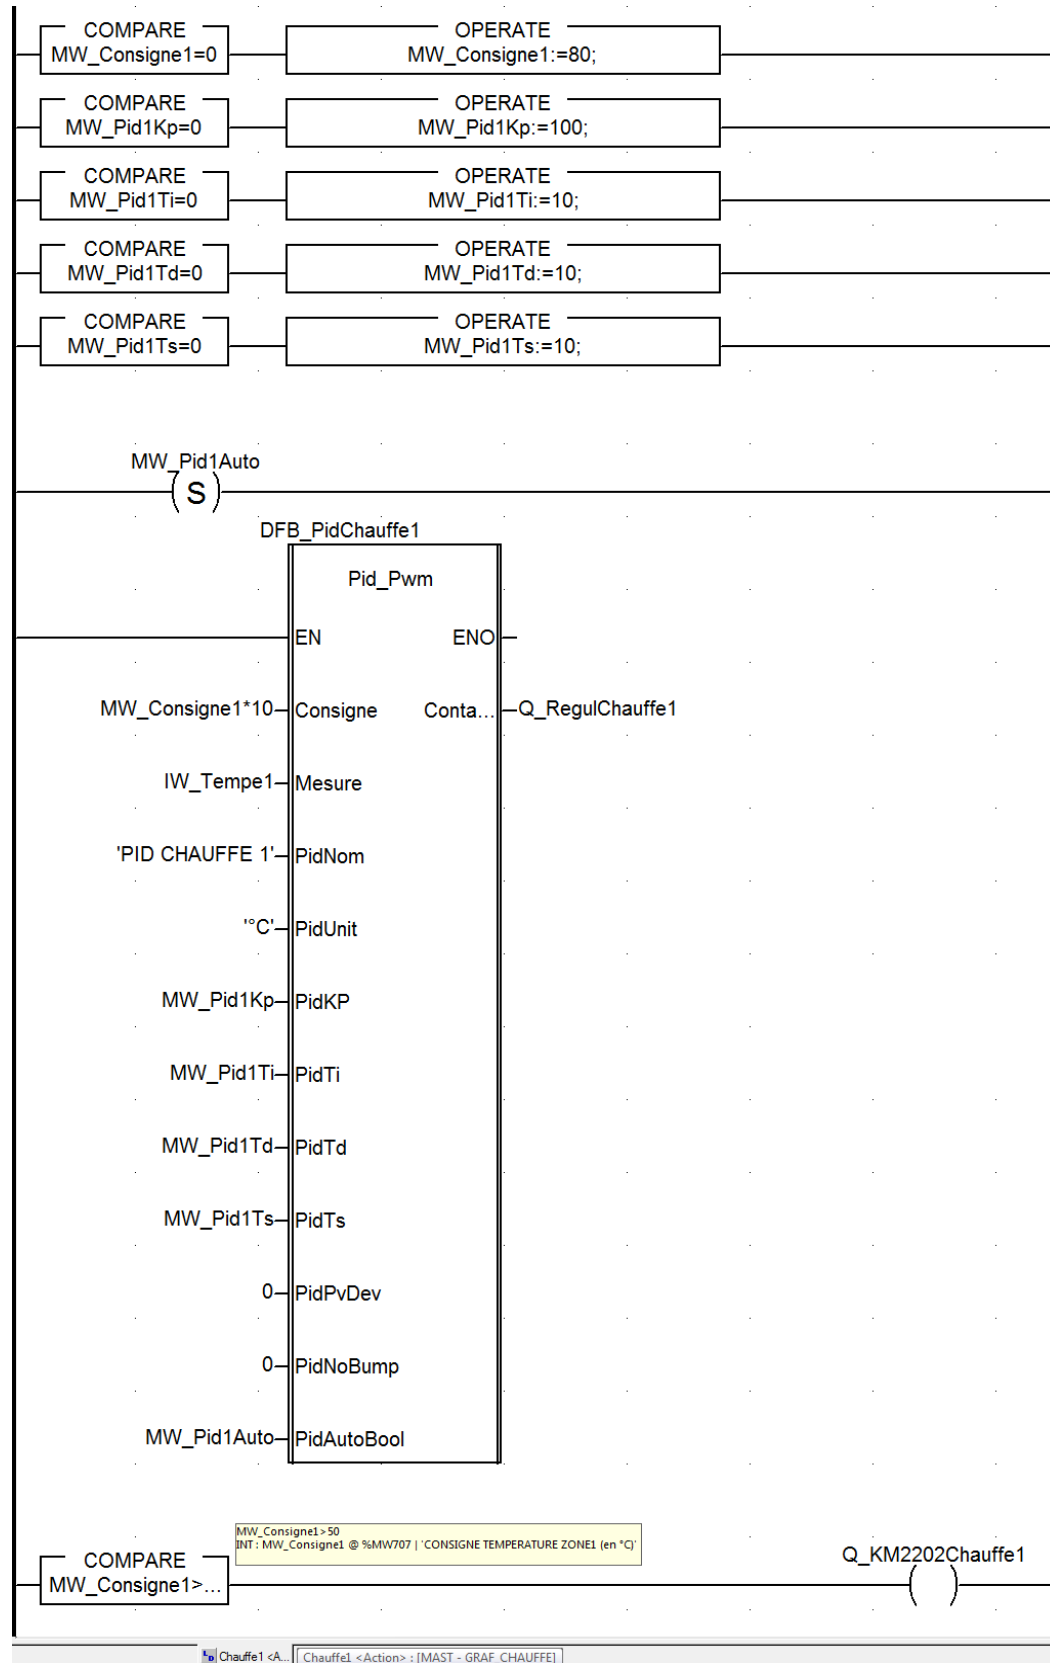 COMPARE
MW_Consigne1=0
OPERATE
MW_Consigne1:=80;
COMPARE
MW_Pid1Kp=0
OPERATE
MW_Pid1Kp:=100;
COMPARE
MW_Pid1Ti=0
OPERATE
MW_Pid1Ti:=10;
COMPARE
MW_Pid1Td=0
OPERATE
MW_Pid1Td:=10;
COMPARE
MW_Pid1Ts=0
OPERATE
MW_Pid1Ts:=10;
MW_Pid1Auto
S
DFB_PidChauffe1
Pid_Pwm
EN ENO
MW_Consigne1*10 Consigne Conta... Q_RegulChauffe1
IW_Tempe1 Mesure
'PID CHAUFFE 1' PidNom
'°C' PidUnit
MW_Pid1Kp PidKP
MW_Pid1Ti PidTi
MW_Pid1Td PidTd
MW_Pid1Ts PidTs
0 PidPvDev
0 PidNoBump
MW_Pid1Auto PidAutoBool
MW_Consigne1>50
INT : MW_Consigne1 @ %MW707 | 'CONSIGNE TEMPERATURE ZONE1 (en °C)'
COMPARE
MW_Consigne1>...
Q_KM2202Chauffe1
Chauffe1 <A... Chauffe1 <Action> : [MAST - GRAF_CHAUFFE]